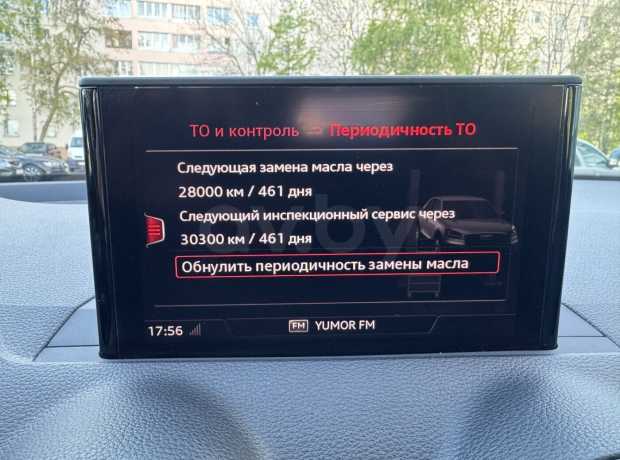 ТО и контроль Периодичность ТО
Следующая замена масла через
28000 км / 461 дня
Следующий инспекционный сервис через
30300 км / 461 дня
Обнулить периодичность замены масла
17:56 FM YUMOR FM